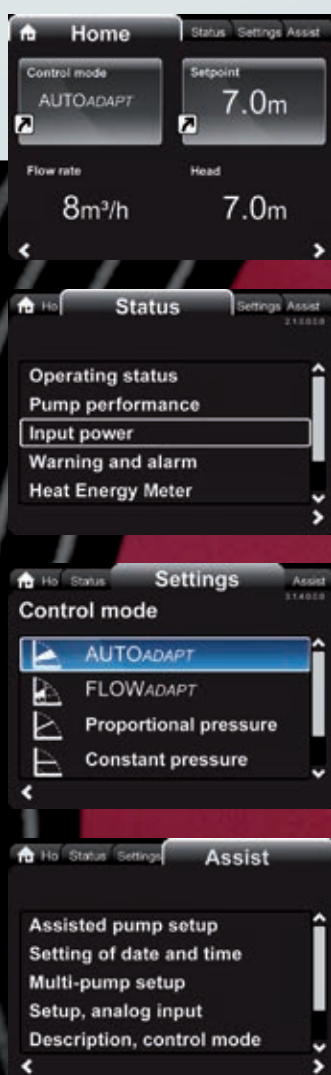 Home Status Settings Assist
Control mode Setpoint
AUTOADAPT 7.0m
Flow rate Head
8m³/h 7.0m
Ho Status Settings Assist
Operating status
Pump performance
Input power
Warning and alarm
Heat Energy Meter
Ho Status Settings Assist
Control mode
AUTOADAPT
FLOWADAPT
Proportional pressure
Constant pressure
Ho Status Settings Assist
Assisted pump setup
Setting of date and time
Multi-pump setup
Setup, analog input
Description, control mode